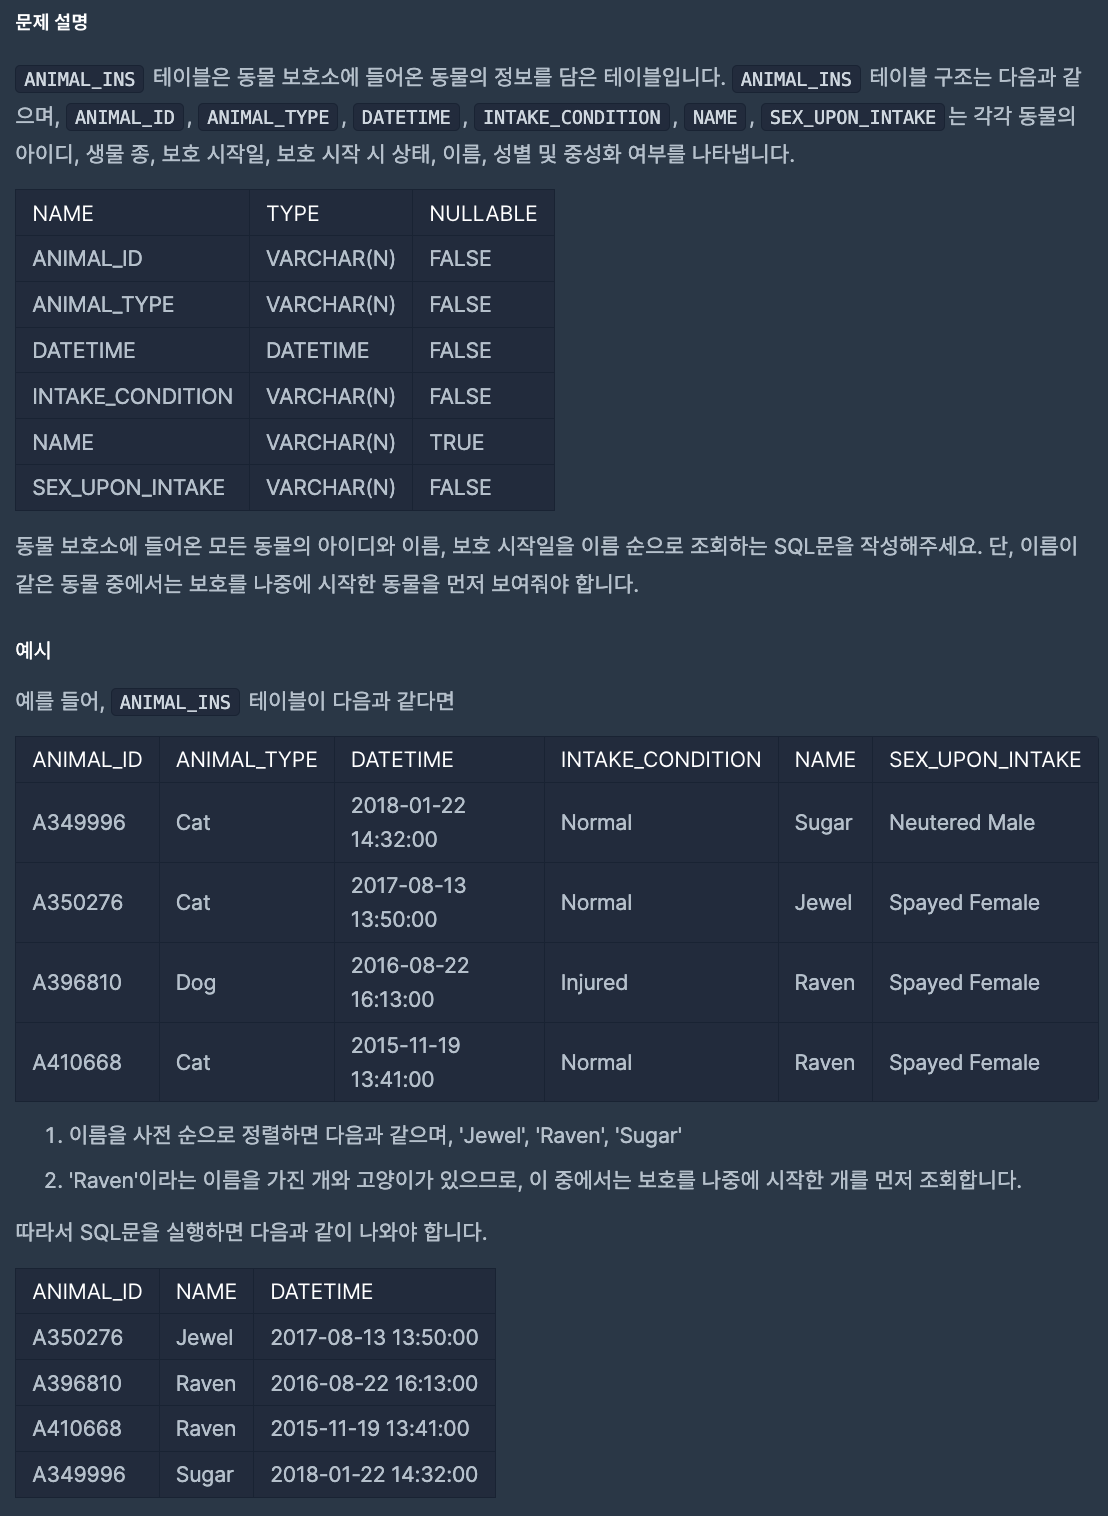 문제 설명
ANIMAL_INS 테이블은 동물 보호소에 들어온 동물의 정보를 담은 테이블입니다. ANIMAL_INS 테이블 구조는 다음과 같
으며, ANIMAL_ID, ANIMAL_TYPE, DATETIME, INTAKE_CONDITION, NAME, SEX_UPON_INTAKE는 각각 동물의
아이디, 생물 종, 보호 시작일, 보호 시작 시 상태, 이름, 성별 및 중성화 여부를 나타냅니다.
NAME TYPE NULLABLE
ANIMAL_ID VARCHAR(N) FALSE
ANIMAL_TYPE VARCHAR(N) FALSE
DATETIME DATETIME FALSE
INTAKE_CONDITION VARCHAR(N) FALSE
NAME VARCHAR(N) TRUE
SEX_UPON_INTAKE VARCHAR(N) FALSE
동물 보호소에 들어온 모든 동물의 아이디와 이름, 보호 시작일을 이름 순으로 조회하는 SQL문을 작성해주세요. 단, 이름이
같은 동물 중에서는 보호를 나중에 시작한 동물을 먼저 보여줘야 합니다.
예시
예를 들어, ANIMAL_INS 테이블이 다음과 같다면
ANIMAL_ID ANIMAL_TYPE DATETIME INTAKE_CONDITION NAME SEX_UPON_INTAKE
A349996 Cat 2018-01-22 14:32:00 Normal Sugar Neutered Male
A350276 Cat 2017-08-13 13:50:00 Normal Jewel Spayed Female
A396810 Dog 2016-08-22 16:13:00 Injured Raven Spayed Female
A410668 Cat 2015-11-19 13:41:00 Normal Raven Spayed Female
1. 이름을 사전 순으로 정렬하면 다음과 같으며, 'Jewel', 'Raven', 'Sugar'
2. 'Raven'이라는 이름을 가진 개와 고양이가 있으므로, 이 중에서는 보호를 나중에 시작한 개를 먼저 조회합니다.
따라서 SQL문을 실행하면 다음과 같이 나와야 합니다.
ANIMAL_ID NAME DATETIME
A350276 Jewel 2017-08-13 13:50:00
A396810 Raven 2016-08-22 16:13:00
A410668 Raven 2015-11-19 13:41:00
A349996 Sugar 2018-01-22 14:32:00